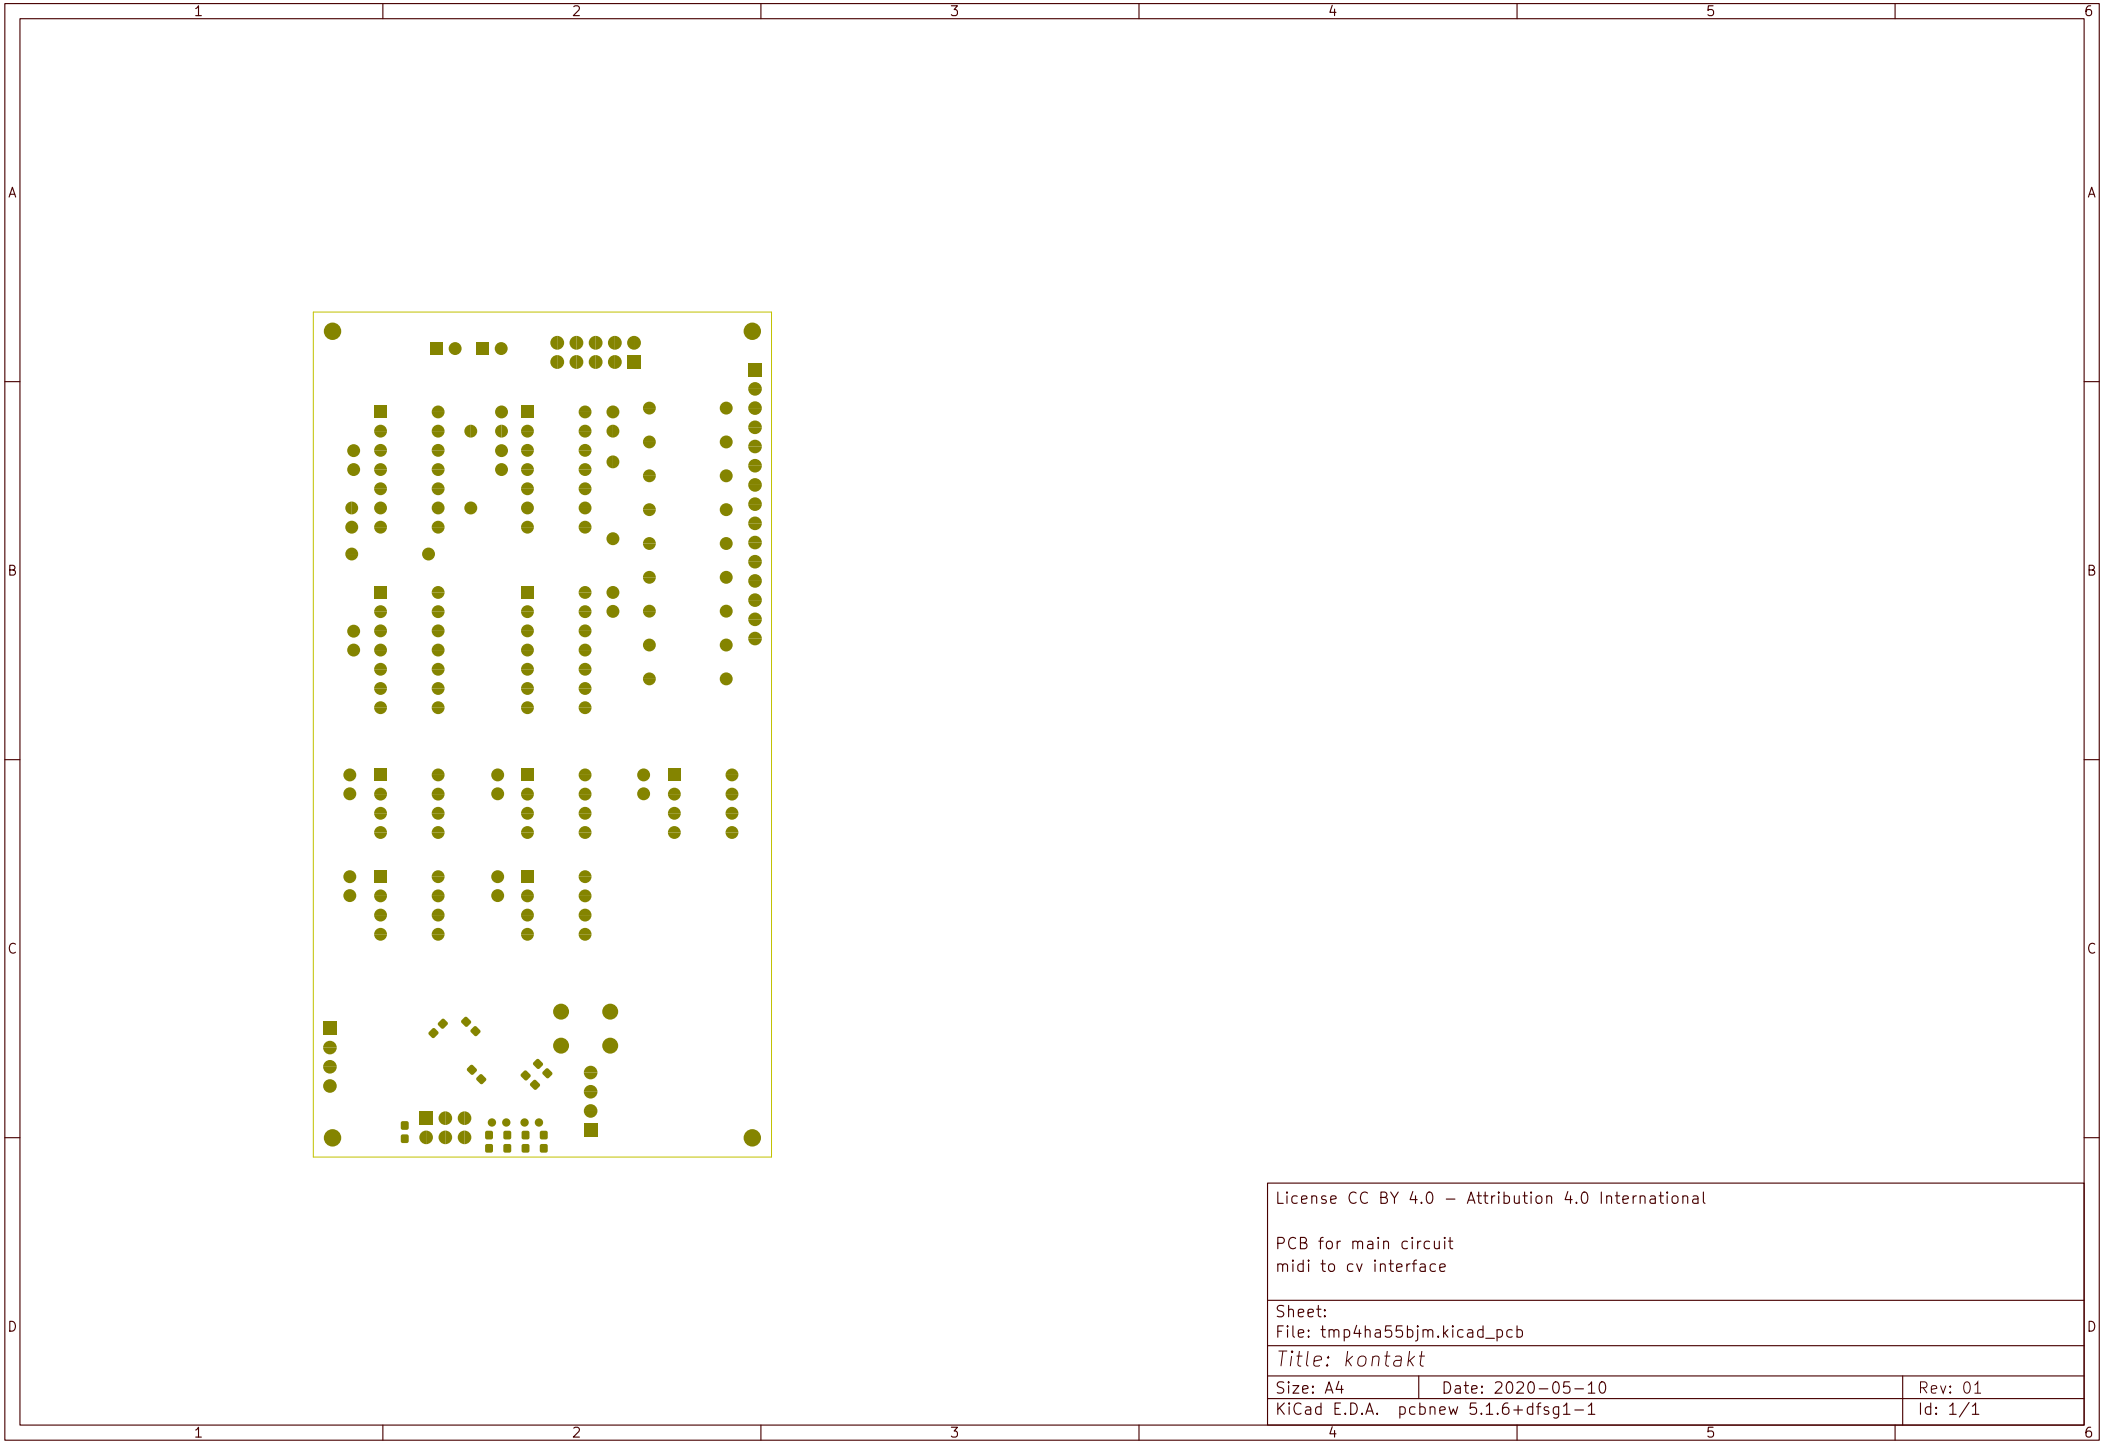 1 2 3 4 5 6
A A
B B
C C
License CC BY 4.0 − Attribution 4.0 International
PCB for main circuit
midi to cv interface
Sheet:
D D
File: tmp4ha55bjm.kicad_pcb
Title: kontakt
Size: A4 Date: 2020−05−10 Rev: 01
KiCad E.D.A. pcbnew 5.1.6+dfsg1−1 Id: 1/1
1 2 3 4 5 6